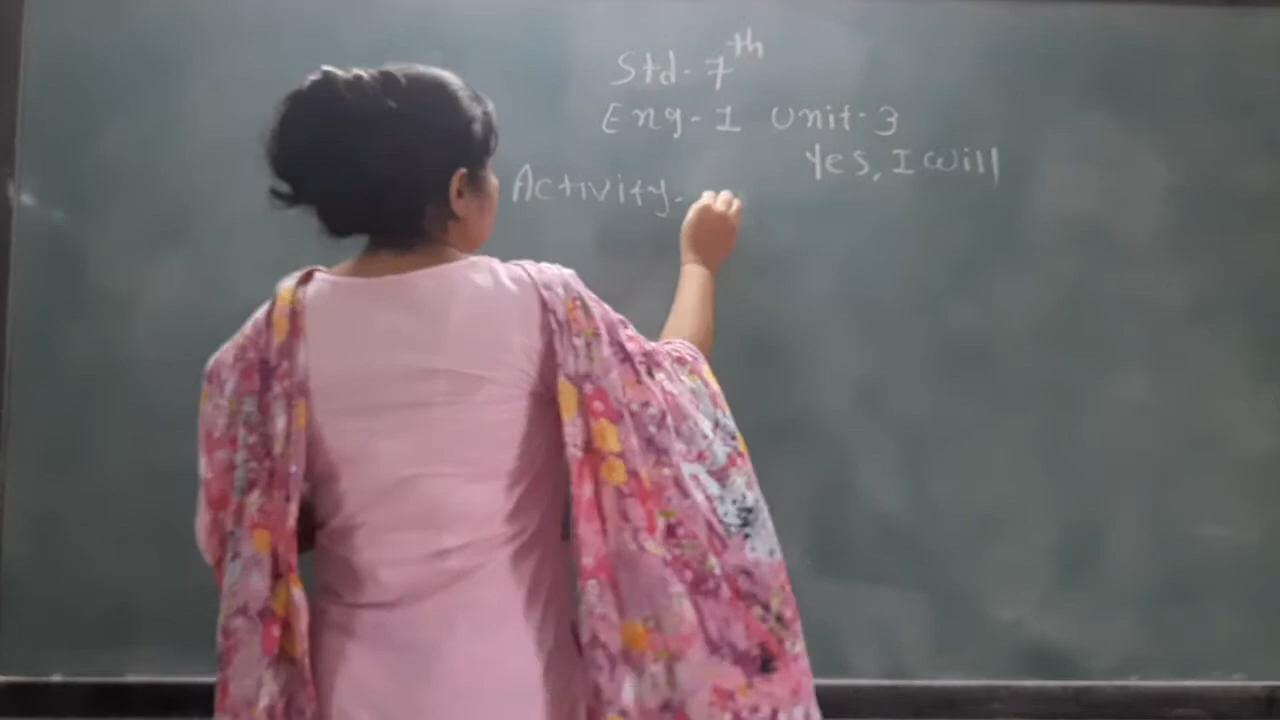 Std- 7th
Eng- 1 Unit- 3
Yes, I will
Activity-